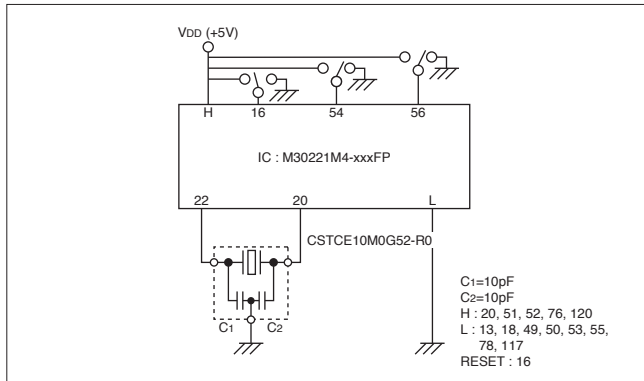 VDD (+5V)
H 16 54 56
IC : M30221M4-xxxFP
22 20 L
CSTCE10M0G52-R0
C1 C2
C1=10pF
C2=10pF
H : 20, 51, 52, 76, 120
L : 13, 18, 49, 50, 53, 55,
78, 117
RESET : 16